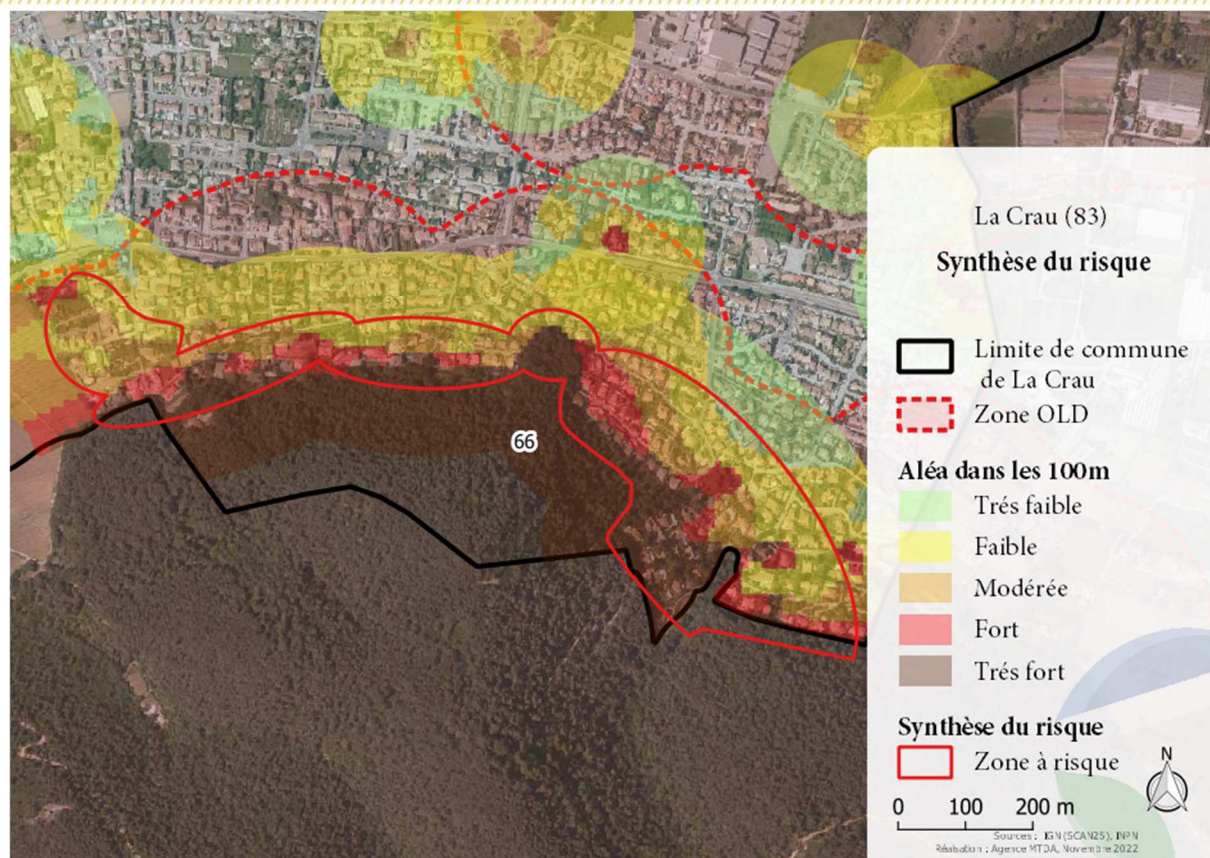 66
La Crau (83)
Synthèse du risque
Limite de commune
de La Crau
Zone OLD
Aléa dans les 100m
Trés faible
Faible
Modérée
Fort
Trés fort
Synthèse du risque
Zone à risque
N
0 100 200 m
Sources : IGN (SCAN25), INPN
Réalisation : Agence MTDA, Novembre 2022